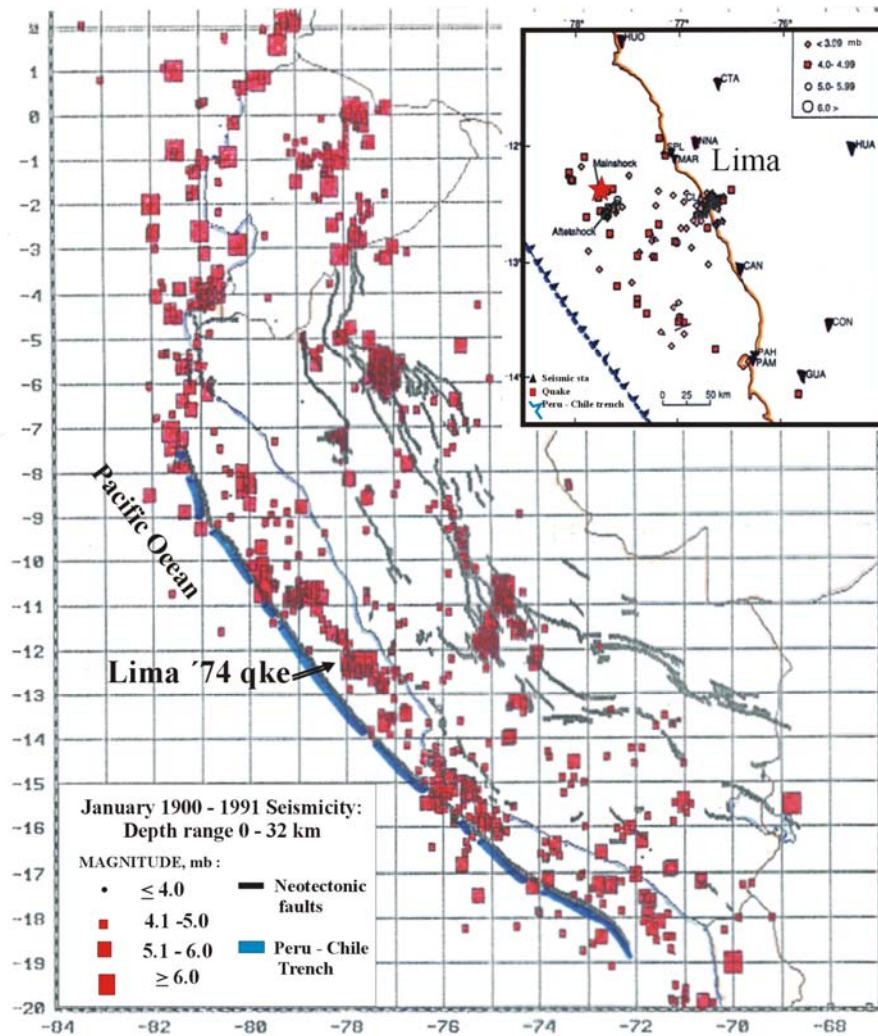 2
1
0
-1
-2
-3
-4
-5
-6
-7
-8
-9
-10
-11
-12
-13
-14
-15
-16
-17
-18
-19
-20
-84
-82
-80
-78
-76
-74
-72
-70
-68
Pacific Ocean
Lima ´74 qke
January 1900 - 1991 Seismicity:
Depth range 0 - 32 km
MAGNITUDE, mb :
≤ 4.0
4.1 -5.0
5.1 - 6.0
≥ 6.0
Neotectonic
faults
Peru - Chile
Trench
-77°
-12°
-13°
-14°
HUO
CTA
NNA
SPL
MAR
HUA
Lima
Mainshock
Aftershock
CAN
CON
PAH
PAM
GUA
< 3.09 mb
4.0- 4.99
5.0- 5.99
6.0 >
Seismic sta
Quake
Peru - Chile trench
0 25 50 km